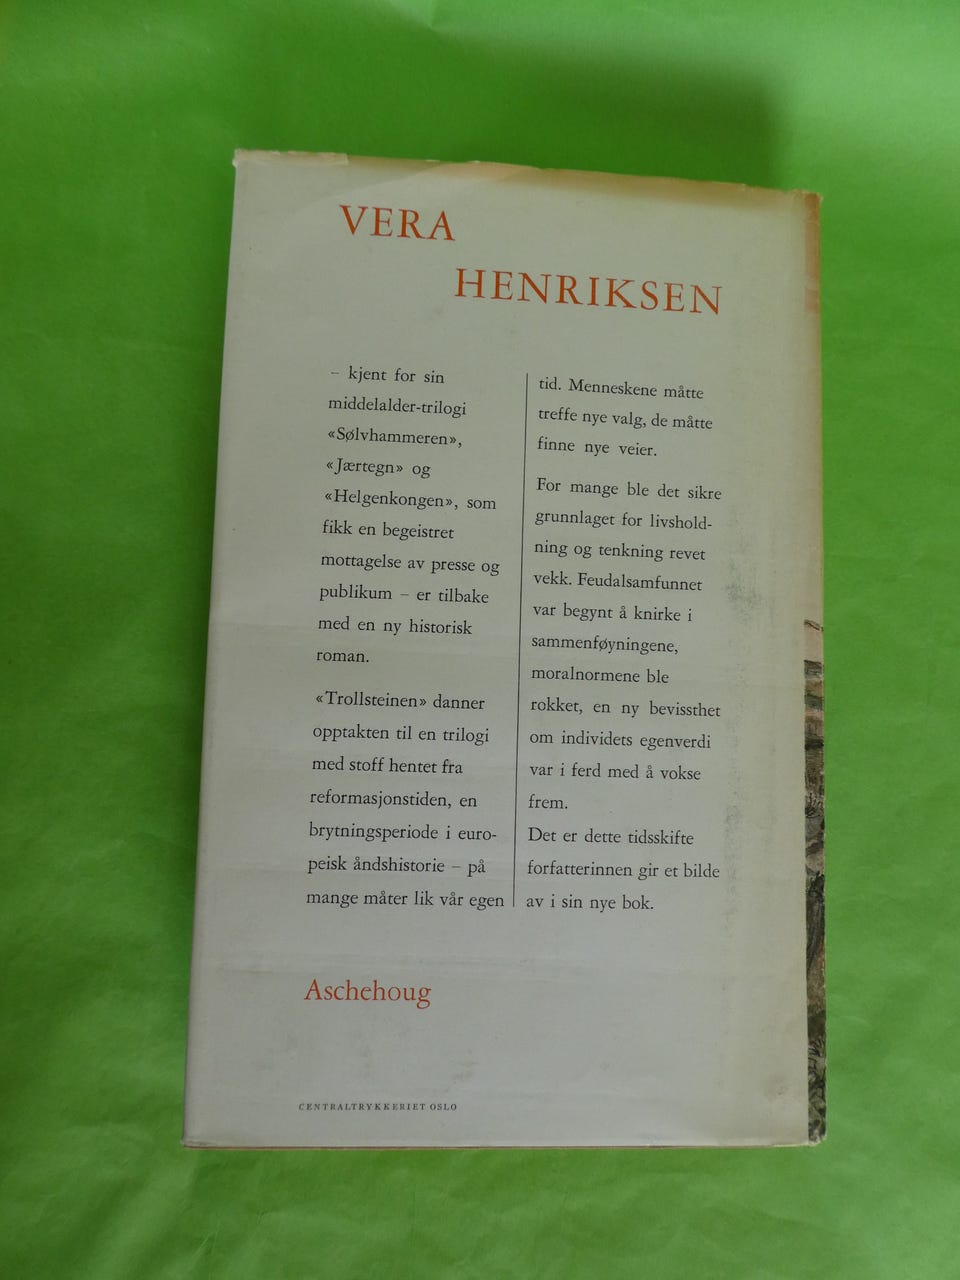 VERA
HENRIKSEN
– kjent for sin
middelalder-trilogi
«Sølvhammeren»,
«Jærtegn» og
«Helgenkongen», som
fikk en begeistret
mottagelse av presse og
publikum – er tilbake
med en ny historisk
roman.
«Trollsteinen» danner
opptakten til en trilogi
med stoff hentet fra
reformasjonstiden, en
brytningsperiode i euro-
peisk åndshistorie – på
mange måter lik vår egen
tid. Menneskene måtte
treffe nye valg, de måtte
finne nye veier.
For mange ble det sikre
grunnlaget for livshold-
ning og tenkning revet
vekk. Feudalsamfunnet
var begynt å knirke i
sammenføyningene,
moralnormene ble
rokket, en ny bevissthet
om individets egenverdi
var i ferd med å vokse
frem.
Det er dette tidsskifte
forfatterinnen gir et bilde
av i sin nye bok.
Aschehoug
CENTRALTRYKKERIET OSLO